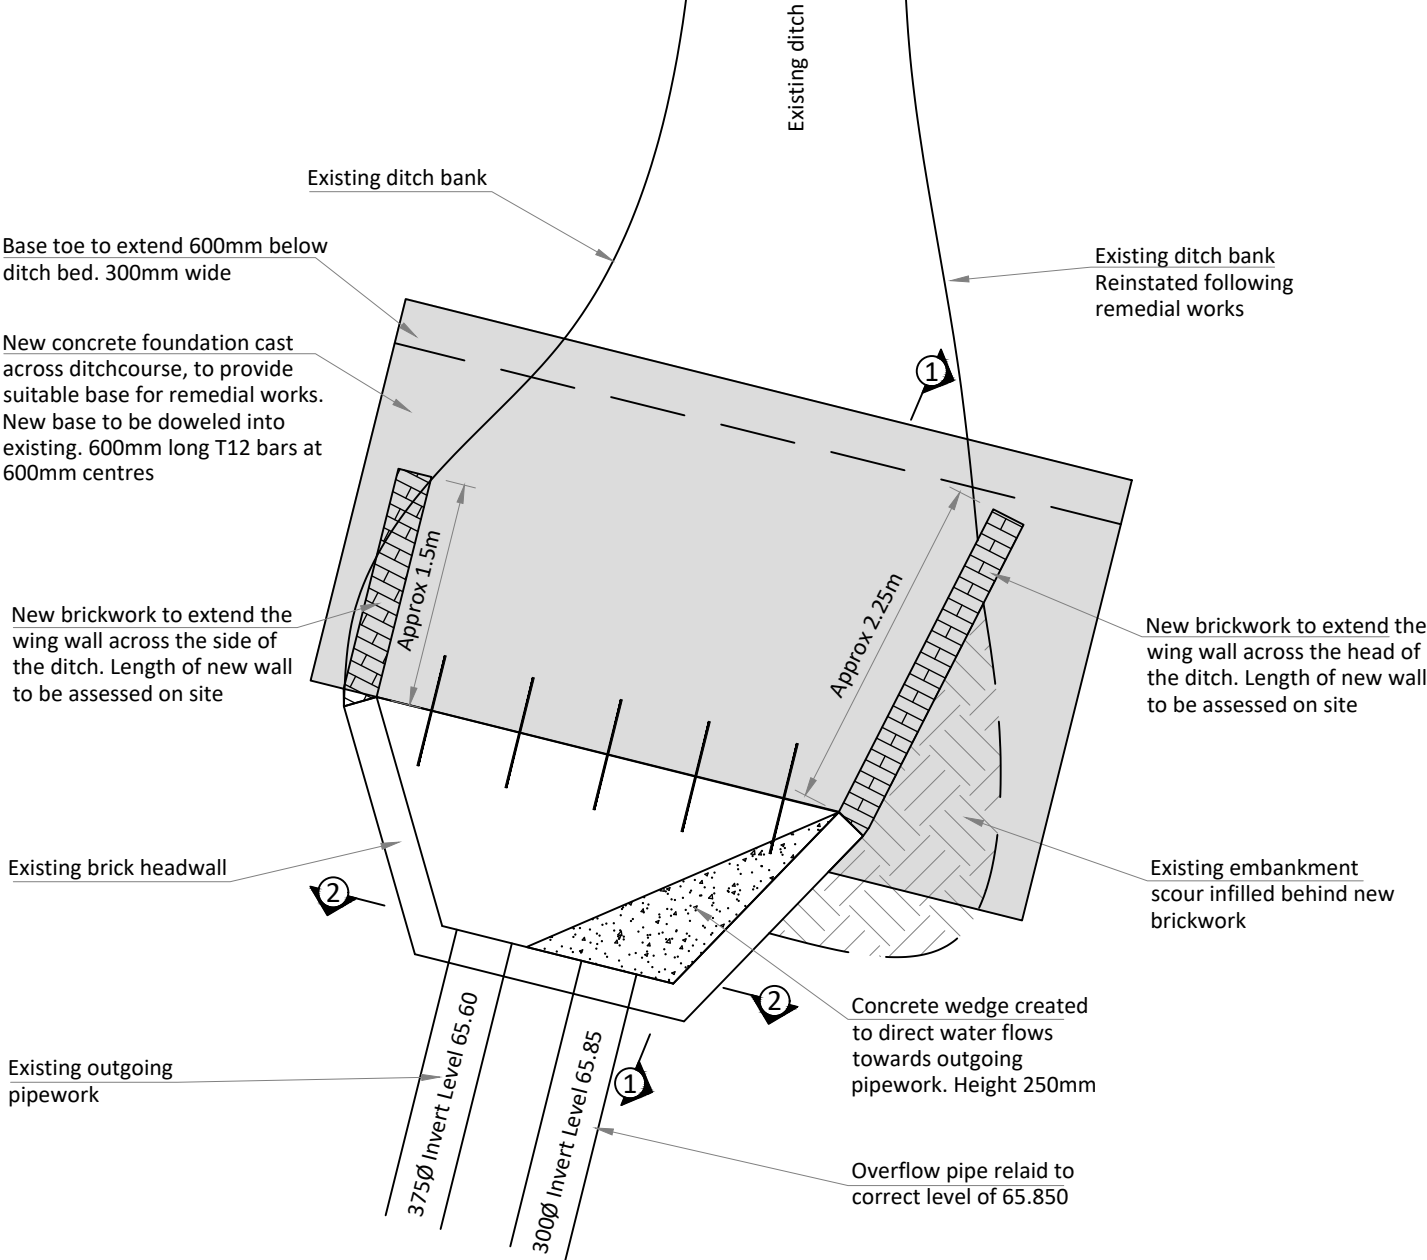 Existing ditch
Existing ditch bank
Base toe to extend 600mm below
ditch bed. 300mm wide
Existing ditch bank
Reinstated following
remedial works
New concrete foundation cast
across ditchcourse, to provide
suitable base for remedial works.
New base to be doweled into
existing. 600mm long T12 bars at
600mm centres
1
Approx 1.5m
Approx 2.25m
New brickwork to extend the
wing wall across the side of
the ditch. Length of new wall
to be assessed on site
New brickwork to extend the
wing wall across the head of
the ditch. Length of new wall
to be assessed on site
Existing brick headwall
2
Existing embankment
scour infilled behind new
brickwork
2
Concrete wedge created
to direct water flows
towards outgoing
pipework. Height 250mm
Existing outgoing
pipework
375Ø Invert Level 65.60
300Ø Invert Level 65.85
1
Overflow pipe relaid to
correct level of 65.850